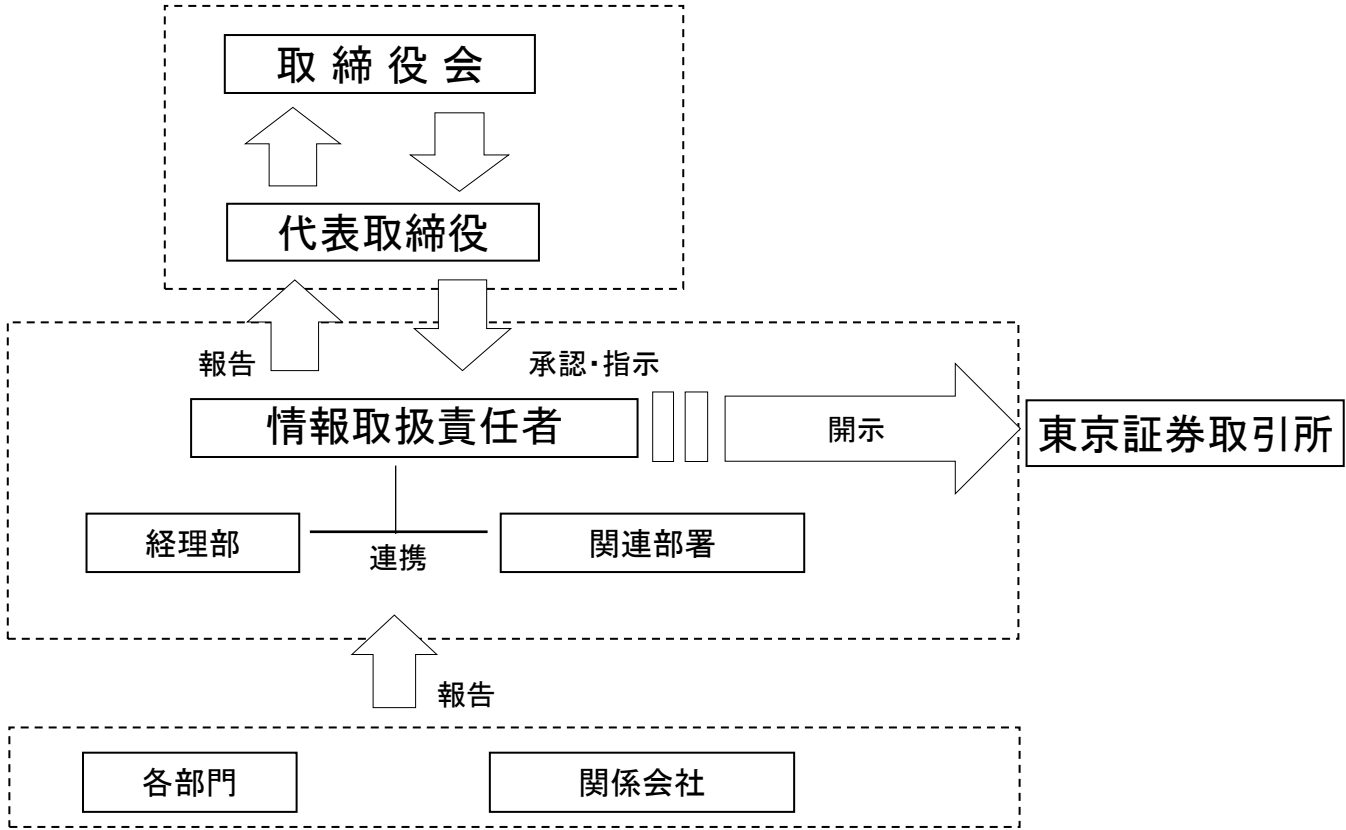 取締役会
代表取締役
報告
承認・指示
情報取扱責任者
開示
東京証券取引所
経理部
連携
関連部署
報告
各部門
関係会社